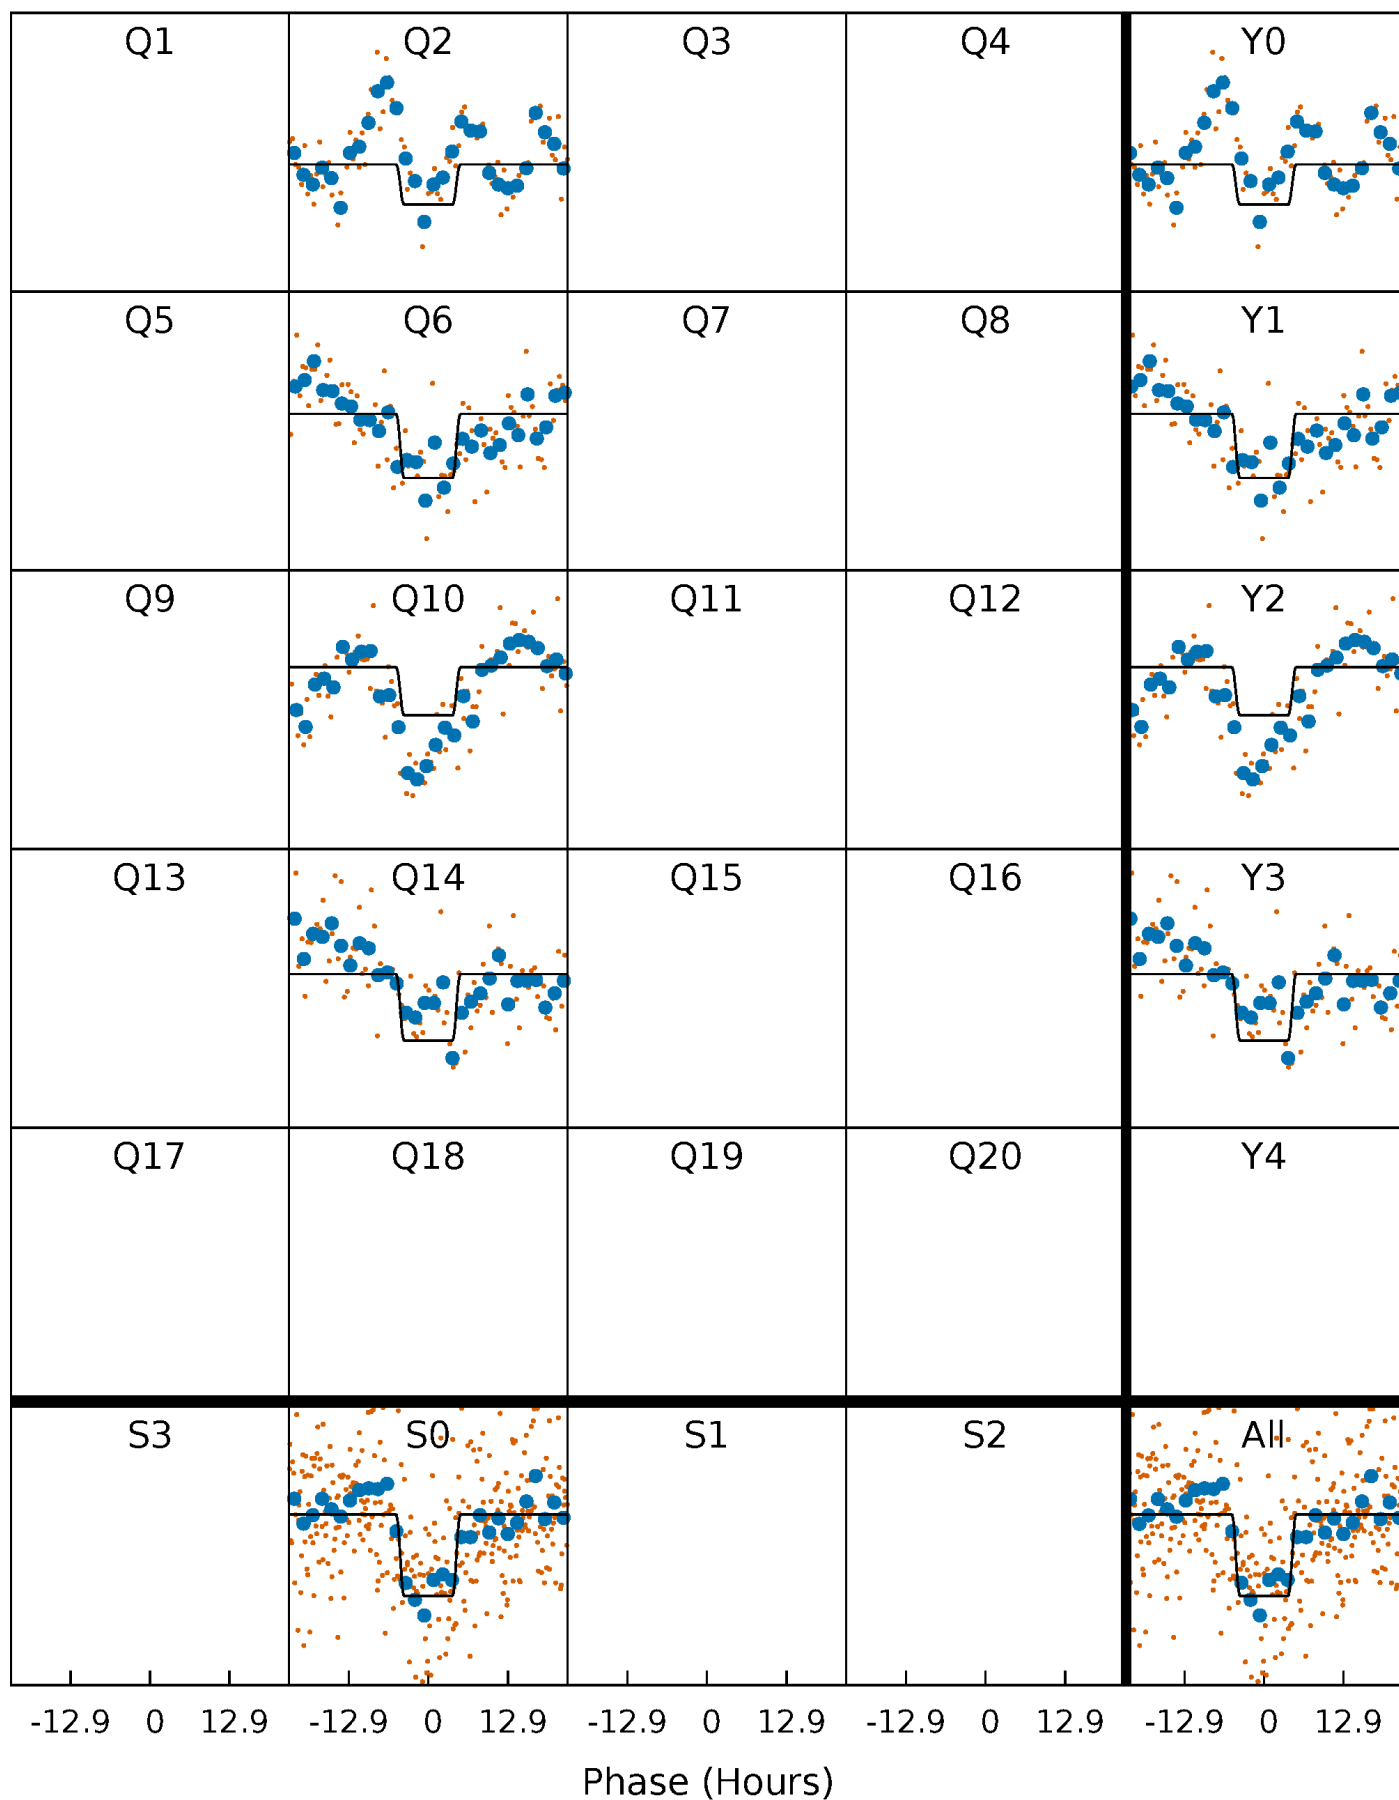 Q1 Q2 Q3 Q4 Y0
Q5 Q6 Q7 Q8 Y1
Q9 Q10 Q11 Q12 Y2
Q13 Q14 Q15 Q16 Y3
Q17 Q18 Q19 Q20 Y4
S3 S0 S1 S2 All
-12.9 0 12.9 -12.9 0 12.9 -12.9 0 12.9 -12.9 0 12.9 -12.9 0 12.9
Phase (Hours)